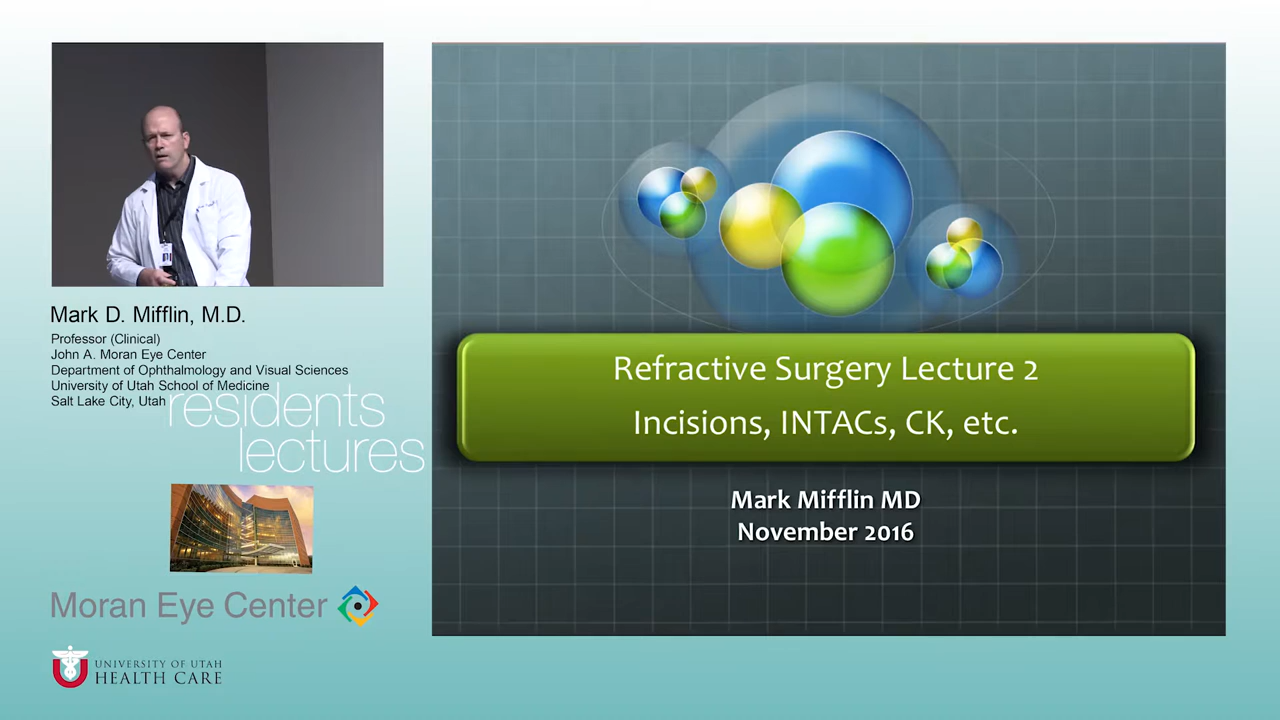 Mark D. Mifflin, M.D.
Professor (Clinical)
John A. Moran Eye Center
Department of Ophthalmology and Visual Sciences
University of Utah School of Medicine
Salt Lake City, Utah
residents
lectures
Moran Eye Center
UNIVERSITY OF UTAH
HEALTH CARE
Refractive Surgery Lecture 2
Incisions, INTACs, CK, etc.
Mark Mifflin MD
November 2016